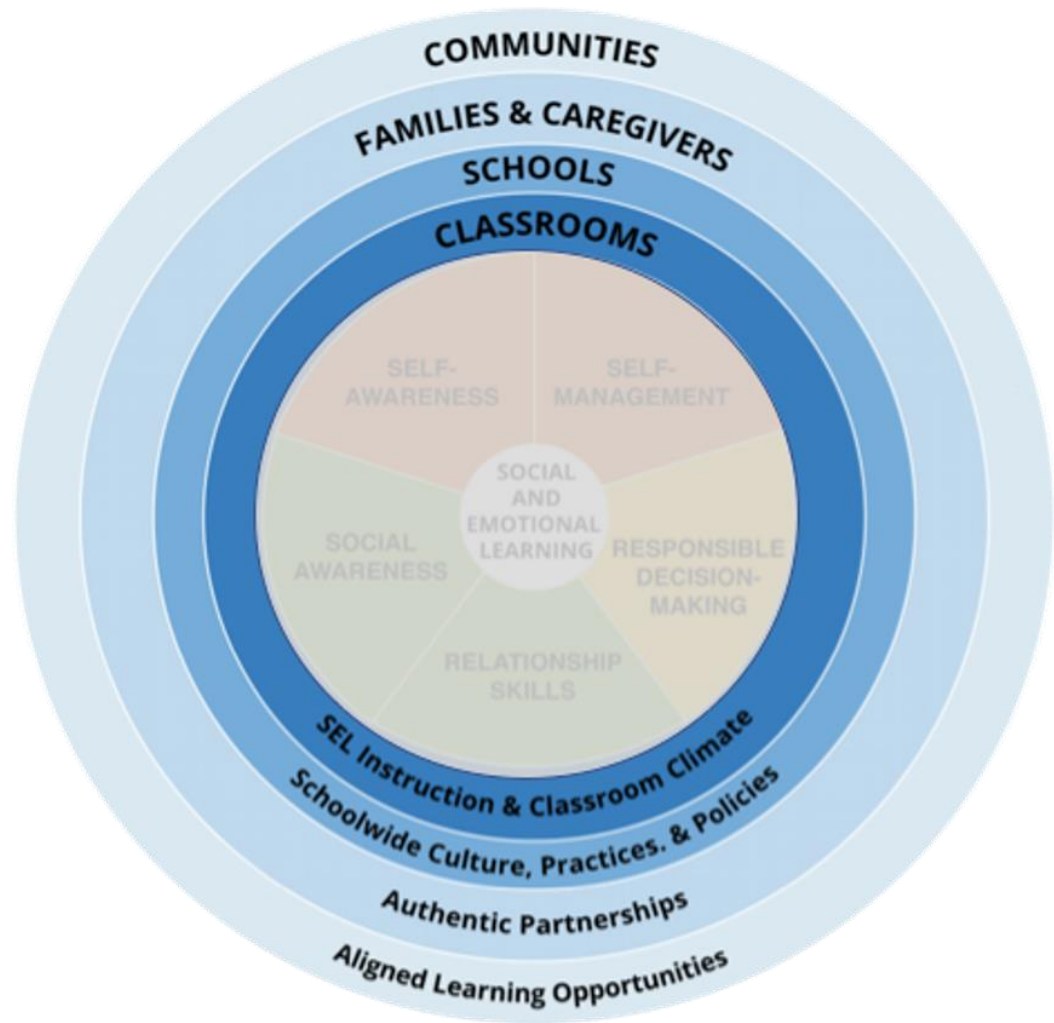 COMMUNITIES
FAMILIES & CAREGIVERS
SCHOOLS
CLASSROOMS
SELF-
AWARENESS
SELF-
MANAGEMENT
SOCIAL
AND
EMOTIONAL
LEARNING
SOCIAL
AWARENESS
RESPONSIBLE
DECISION-
MAKING
RELATIONSHIP
SKILLS
SEL Instruction & Classroom Climate
Schoolwide Culture, Practices. & Policies
Authentic Partnerships
Aligned Learning Opportunities